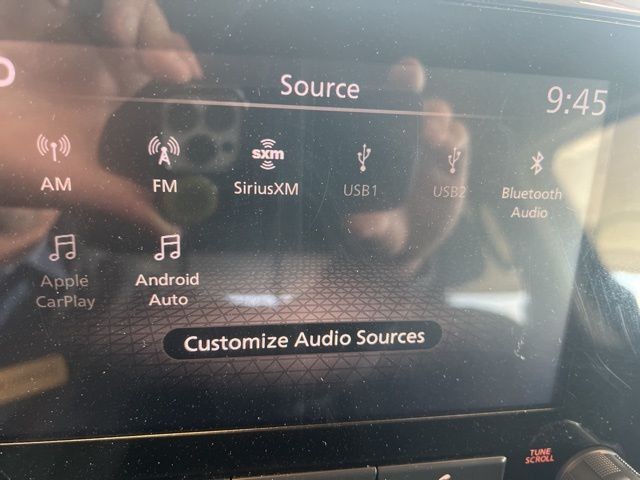 Source
9:45
AM
FM
sxm
SiriusXM
USB1
USB2
Bluetooth
Audio
Apple
CarPlay
Android
Auto
Customize Audio Sources
TUNE
SCROLL